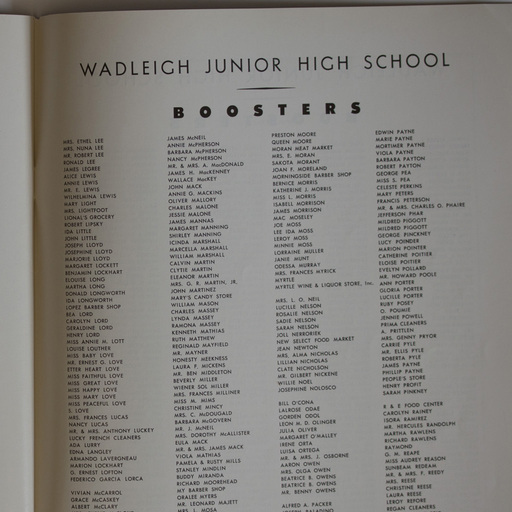 WADLEIGH JUNIOR HIGH SCHOOL
BOOSTERS
MRS. ETHEL LEE
MRS. NUNA LEE
MR. ROBERT LEE
RONALD LEE
JAMES LEGREE
ALICE LEWIS
ANNIE LEWIS
MR. E. LEWIS
WILHELMINA LEWIS
MARY LIGHT
MRS. LIGHTFOOT
LIONAL'S GROCERY
ROBERT LIPSKY
IDA LITTLE
JOHN LITTLE
JOSEPH LLOYD
JOSEPHINE LLOYD
MARJORIE LLOYD
MARGARET LOCKETT
BENJAMIN LOCKHART
ELOUISE LONG
MARTHA LONG
DONALD LONGWORTH
IDA LONGWORTH
LOPEZ BARBER SHOP
BEA LORD
CAROLYN LORD
GERALDINE LORD
HENRY LORD
MISS ANNIE M. LOTT
LOUISE LOUTHER
MISS BABY LOVE
MR. ERNEST G. LOVE
ETTER HEART LOVE
MISS FAITHFUL LOVE
MISS GREAT LOVE
MISS HAPPY LOVE
MISS MARY LOVE
MISS PEACEFUL LOVE
S. LOVE
MRS. FRANCES LUCAS
NANCY LUCAS
MR. & MRS. ANTHONY LUCKEY
LUCKY FRENCH CLEANERS
ADA LURRY
EDNA LANGLEY
ARMANDO LAVERGNEAU
MARION LOCKHART
G. ERNEST LOFTON
FEDERICO GARCIA LORCA
VIVIAN McCARROL
GRACE McCASKEY
ALBERT McCLARY
JAMES McNEIL
ANNIE McPHERSON
BARBARA McPHERSON
NANCY McPHERSON
MR. & MRS. A. MacDONALD
JAMES H. MacKENNEY
WALLACE MacKEY
JOHN MACK
ANNIE G. MACKINS
OLIVER MALLORY
CHARLES MALONE
JESSIE MALONE
JAMES MANNAS
MARGARET MANNING
SHIRLEY MANNING
ICINDA MARSHALL
MARCELLA MARSHALL
WILLIAM MARSHALL
CALVIN MARTIN
CLYTIE MARTIN
ELEANOR MARTIN
MRS. G. R. MARTIN, JR.
JOHN MARTINEZ
MARY'S CANDY STORE
WILLIAM MASON
CHARLES MASSEY
LYNDA MASSEY
RAMONA MASSEY
KENNETH MATHIAS
RUTH MATTHEW
REGINALD MAYFIELD
MR. MAYNER
HONESTY MEEKNESS
LAURA F. MICKENS
MR. BEN MIDDLETON
BEVERLY MILLER
WIENER SOL MILLER
MRS. FRANCES MILLINER
MISS M. MIMS
CHRISTINE MINCY
MRS. C. McDOUGALD
BARBARA McGOVERN
MR. J. McNEIL
MRS. DOROTHY McALLISTER
EULA MACK
MR. & MRS. JAMES MACK
VIOLA MATHIAS
PAMELA & RUSTY MILLS
STANLEY MINDLIN
BUDDY MIRANDA
RICHARD MOOREHEAD
MY BARBER SHOP
ORALEE MYERS
MR. LEONARD MAJETT
MRS. L. MOSA
PRESTON MOORE
QUEEN MOORE
MORAN MEAT MARKET
MRS. E. MORAN
SAKOTA MORANT
JOAN F. MORELAND
MORNINGSIDE BARBER SHOP
BERNICE MORRIS
KATHERINE J. MORRIS
MISS L. MORRIS
ISABELL MORRISON
JAMES MORRISON
MAC MOSELEY
JOE MOSS
LEE IDA MOSS
LEROY MOSS
MINNIE MOSS
LORRAINE MULLER
JANIE MUNT
ODESSA MURRAY
MRS. FRANCES MYRICK
MYRTLE
MYRTLE WINE & LIQUOR STORE, Inc.
MRS. L. O. NEIL
LUCILLE NELSON
ROSALIE NELSON
SADIE NELSON
SARAH NELSON
JOLL NERBORIEK
NEW SELECT FOOD MARKET
JEAN NEWTON
MRS. ALMA NICHOLAS
LILLIAN NICHOLAS
CLATE NICHOLSON
MR. GILBERT NICKENE
WILLIE NOEL
JOSEPHINE NOLOSCO
BILL O'CONA
LALROSE ODAE
GORDEN ODOL
LEON M. D. OLINGER
JULIA OLIVER
MARGARET O'MALLEY
IRENE ORTA
LUISA ORTEGA
MR. & MRS. J. OSBORNE
AARON OWEN
MRS. OLGA OWEN
BEATRICE B. OWENS
BEATRICE S. OWENS
MR. BENNY OWENS
ALFRED A. PACKER
EDWIN PAYNE
MARIE PAYNE
MORTIMER PAYNE
VIOLA PAYNE
BARBARA PAYTON
ROBERT PAYTON
GEORGE PEA
MISS S. PEA
CELESTE PERKINS
MARY PETERS
FRANCIS PETERSON
MR. & MRS. CHARLES O. PHAIRE
JEFFERSON PHAR
MILDRED PIGGOTT
MILDRED PIGGOTT
GEORGE PINCKNEY
LUCY POINDER
MARION POINTER
CATHERINE POITIER
ELOISE POITIER
EVELYN POLLARD
MR. HOWARD POOLE
ANN PORTER
GLORIA PORTER
LUCILLE PORTER
RUBY POSEY
O. POUMIE
JENNIE POWELL
PRIMA CLEANERS
A. PRITTLEN
MRS. GENNY PRYOR
CARRIE PYLE
MR. ELLIS PYLE
ROBERTA PYLE
JAMES PAYNE
PHILLIP PAYNE
PEOPLE'S STORE
HENRY PROFIT
SARAH PINKNEY
R & E FOOD CENTER
CAROLYN RAINEY
ISORA RAMIREZ
MR. HERCULES RANDOLPH
MARTHA RAWLENS
RICHARD RAWLENS
RAYMOND
G. M. REAPE
MISS AUDREY REASON
SUNBEAM REDEAM
MR. & MRS. F. REEDY
MRS. REESE
CHRISTINE REESE
LAURA REESE
LEROY REFORE
REGAN CLEANERS